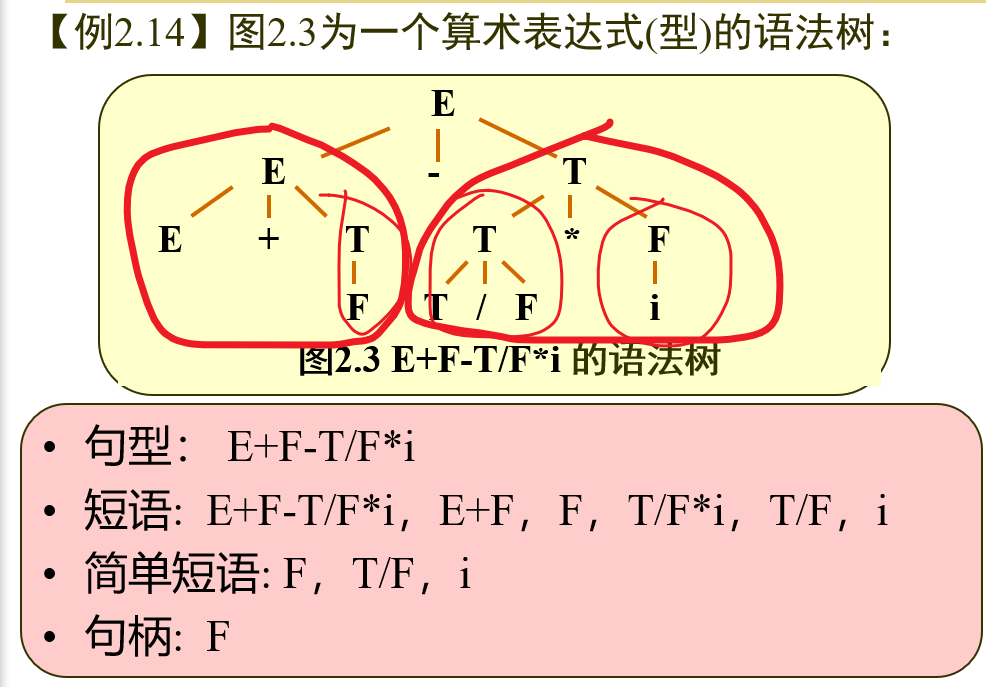 【例2.14】图2.3为一个算术表达式(型)的语法树：
E
E - T
E + T T * F
F T / F i
图2.3 E+F-T/F*i 的语法树
• 句型： E+F-T/F*i
• 短语: E+F-T/F*i，E+F，F，T/F*i，T/F，i
• 简单短语: F，T/F，i
• 句柄: F